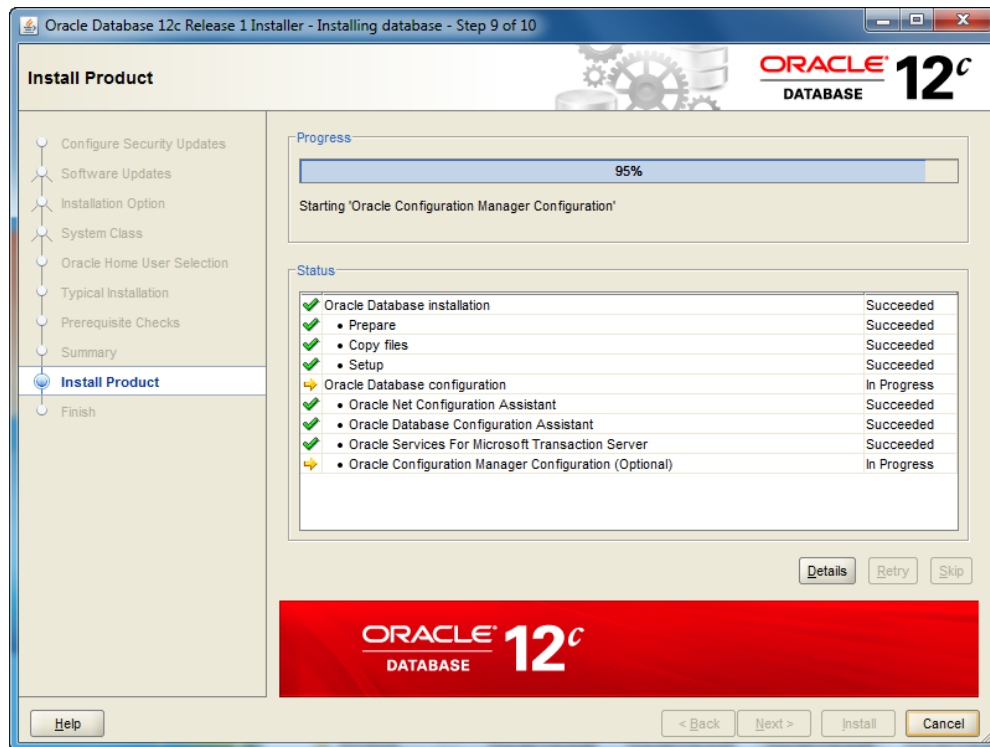 Oracle Database 12c Release 1 Installer - Installing database - Step 9 of 10
Install Product
ORACLE®
DATABASE
12c
Configure Security Updates
Software Updates
Installation Option
System Class
Oracle Home User Selection
Typical Installation
Prerequisite Checks
Summary
Install Product
Finish
Progress
95%
Starting 'Oracle Configuration Manager Configuration'
Status
Oracle Database installation Succeeded
• Prepare Succeeded
• Copy files Succeeded
• Setup Succeeded
Oracle Database configuration In Progress
• Oracle Net Configuration Assistant Succeeded
• Oracle Database Configuration Assistant Succeeded
• Oracle Services For Microsoft Transaction Server Succeeded
• Oracle Configuration Manager Configuration (Optional) In Progress
Details Retry Skip
ORACLE®
DATABASE
12c
Help < Back Next > Install Cancel